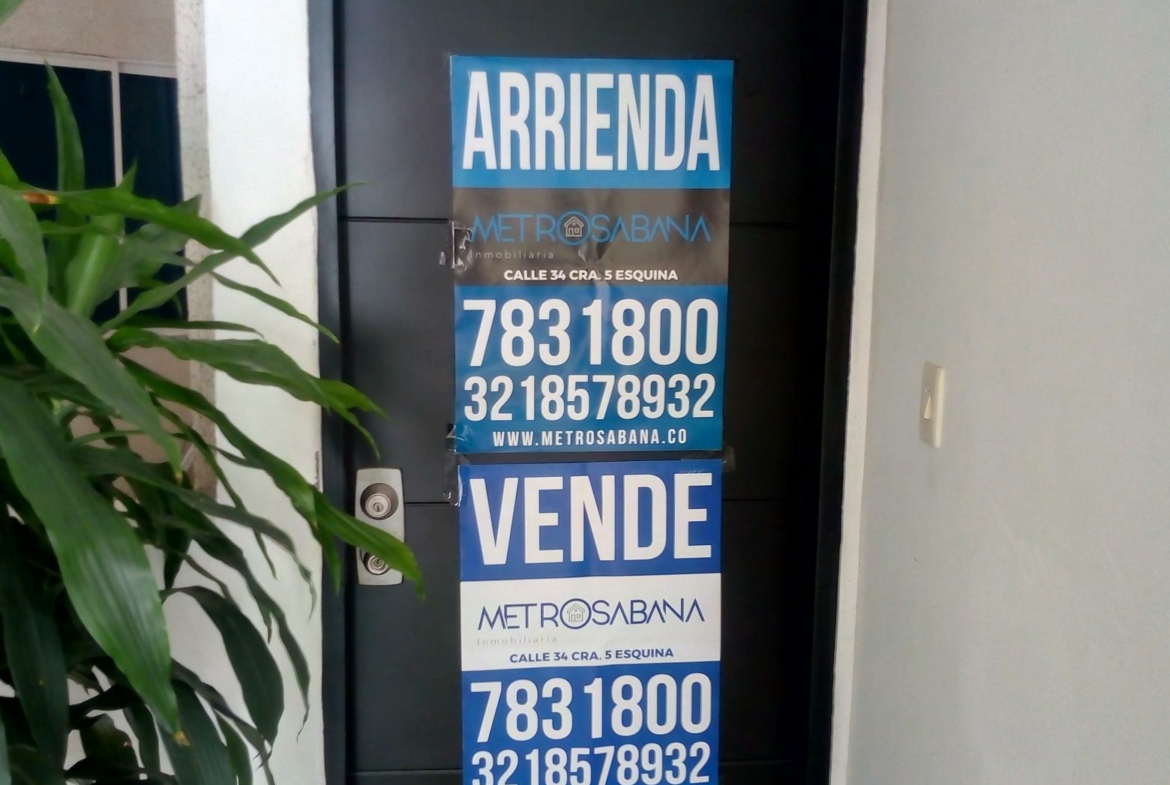 ARRIENDA
METROSABANA
Inmobiliaria
CALLE 34 CRA. 5 ESQUINA
7831800
3218578932
WWW.METROSABANA.CO
VENDE
METROSABANA
Inmobiliaria
CALLE 34 CRA. 5 ESQUINA
7831800
3218578932